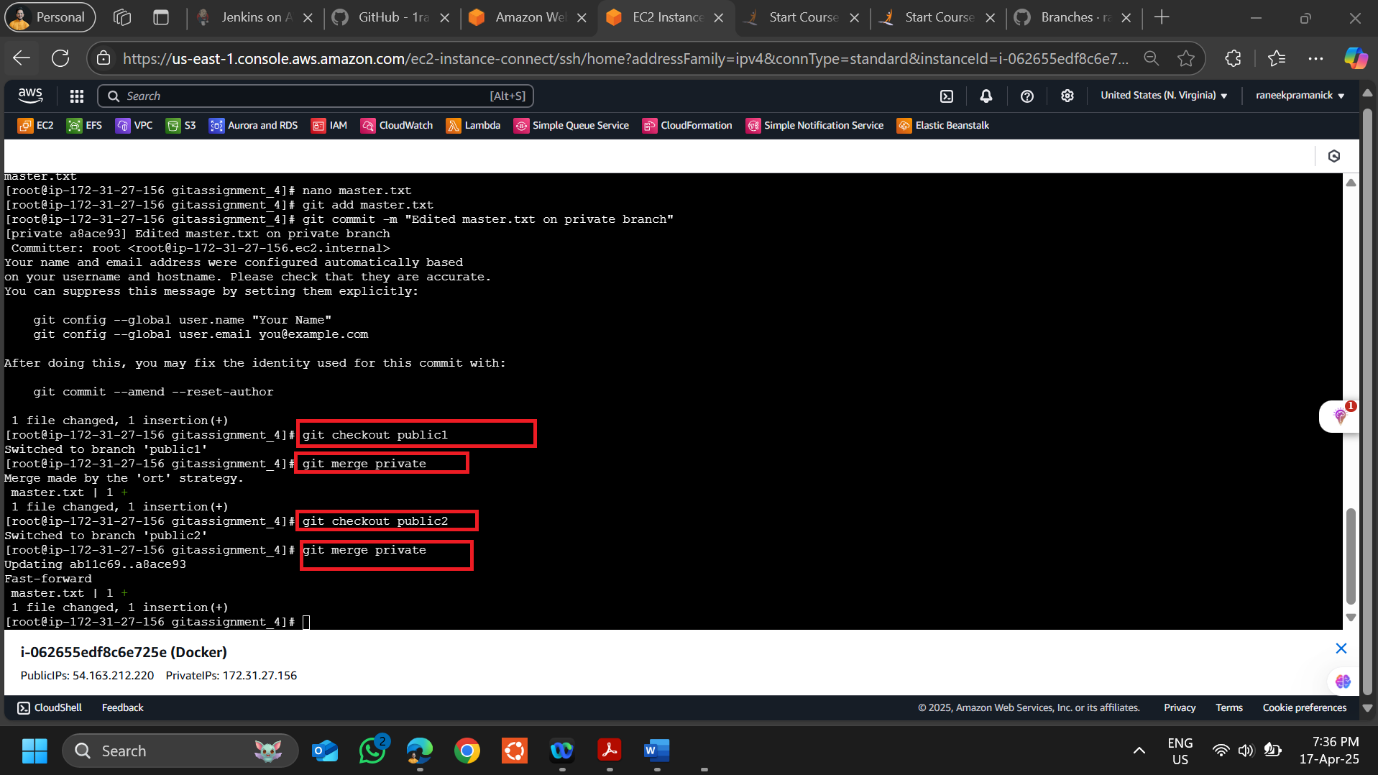 Personal
Jenkins on A
GitHub - 1ra
Amazon We
EC2 Instance
Start Course
Start Course
Branches · ra
https://us-east-1.console.aws.amazon.com/ec2-instance-connect/ssh/home?addressFamily=ipv4&connType=standard&instanceId=i-062655edf8c6e7...
aws
Search
[Alt+S]
United States (N. Virginia)
raneekpramanick
EC2
EFS
VPC
S3
Aurora and RDS
IAM
CloudWatch
Lambda
Simple Queue Service
CloudFormation
Simple Notification Service
Elastic Beanstalk
master.txt
[root@ip-172-31-27-156 gitassignment_4]# nano master.txt
[root@ip-172-31-27-156 gitassignment_4]# git add master.txt
[root@ip-172-31-27-156 gitassignment_4]# git commit -m "Edited master.txt on private branch"
[private a8ace93] Edited master.txt on private branch
Committer: root <root@ip-172-31-27-156.ec2.internal>
Your name and email address were configured automatically based
on your username and hostname. Please check that they are accurate.
You can suppress this message by setting them explicitly:
git config --global user.name "Your Name"
git config --global user.email you@example.com
After doing this, you may fix the identity used for this commit with:
git commit --amend --reset-author
1 file changed, 1 insertion(+)
[root@ip-172-31-27-156 gitassignment_4]# git checkout public1
Switched to branch 'public1'
[root@ip-172-31-27-156 gitassignment_4]# git merge private
Merge made by the 'ort' strategy.
master.txt | 1 +
1 file changed, 1 insertion(+)
[root@ip-172-31-27-156 gitassignment_4]# git checkout public2
Switched to branch 'public2'
[root@ip-172-31-27-156 gitassignment_4]# git merge private
Updating ab11c69..a8ace93
Fast-forward
master.txt | 1 +
1 file changed, 1 insertion(+)
[root@ip-172-31-27-156 gitassignment_4]#
1
i-062655edf8c6e725e (Docker)
PublicIPs: 54.163.212.220 PrivateIPs: 172.31.27.156
CloudShell
Feedback
© 2025, Amazon Web Services, Inc. or its affiliates.
Privacy
Terms
Cookie preferences
Search
2
ENG
US
7:36 PM
17-Apr-25